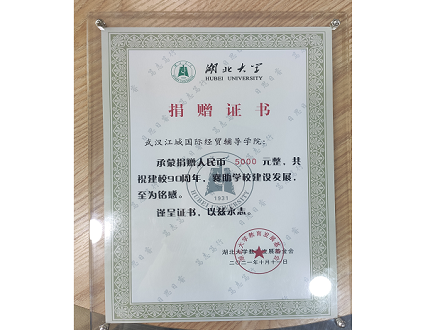 湖北大学
HUBEI UNIVERSITY
捐赠证书
武汉江城国际经贸辅导学院：
承蒙捐赠人民币 5000 元整，共
祝建校90周年，赞助学校建设发展，
至为铭感。
谨呈证书，以兹永志。
1931
湖北大学教育发展基金会
二〇二一年十月十一日